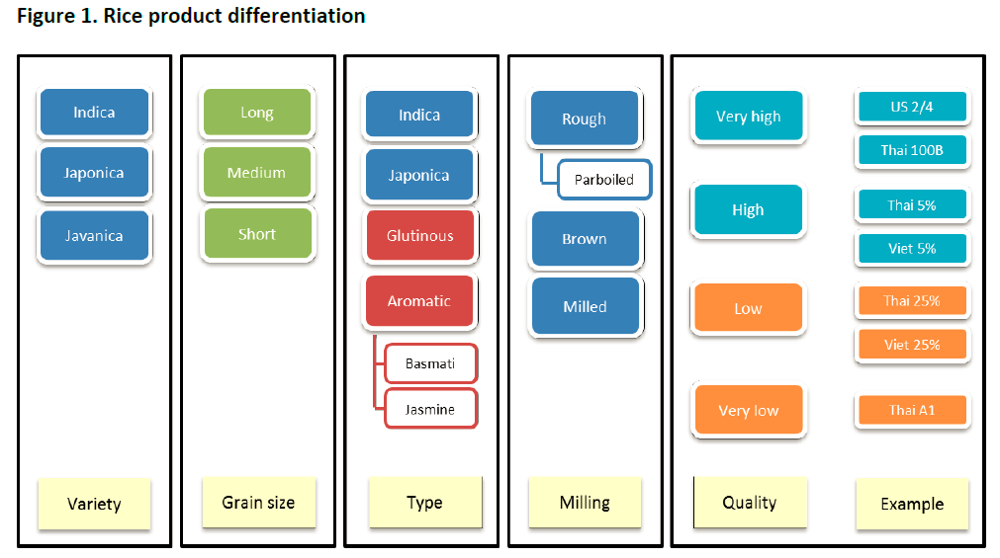 Figure 1. Rice product differentiation
Indica
Japonica
Javanica
Variety
Long
Medium
Short
Grain size
Indica
Japonica
Glutinous
Aromatic
Basmati
Jasmine
Type
Rough
Parboiled
Brown
Milled
Milling
Very high
High
Low
Very low
Quality
US 2/4
Thai 100B
Thai 5%
Viet 5%
Thai 25%
Viet 25%
Thai A1
Example